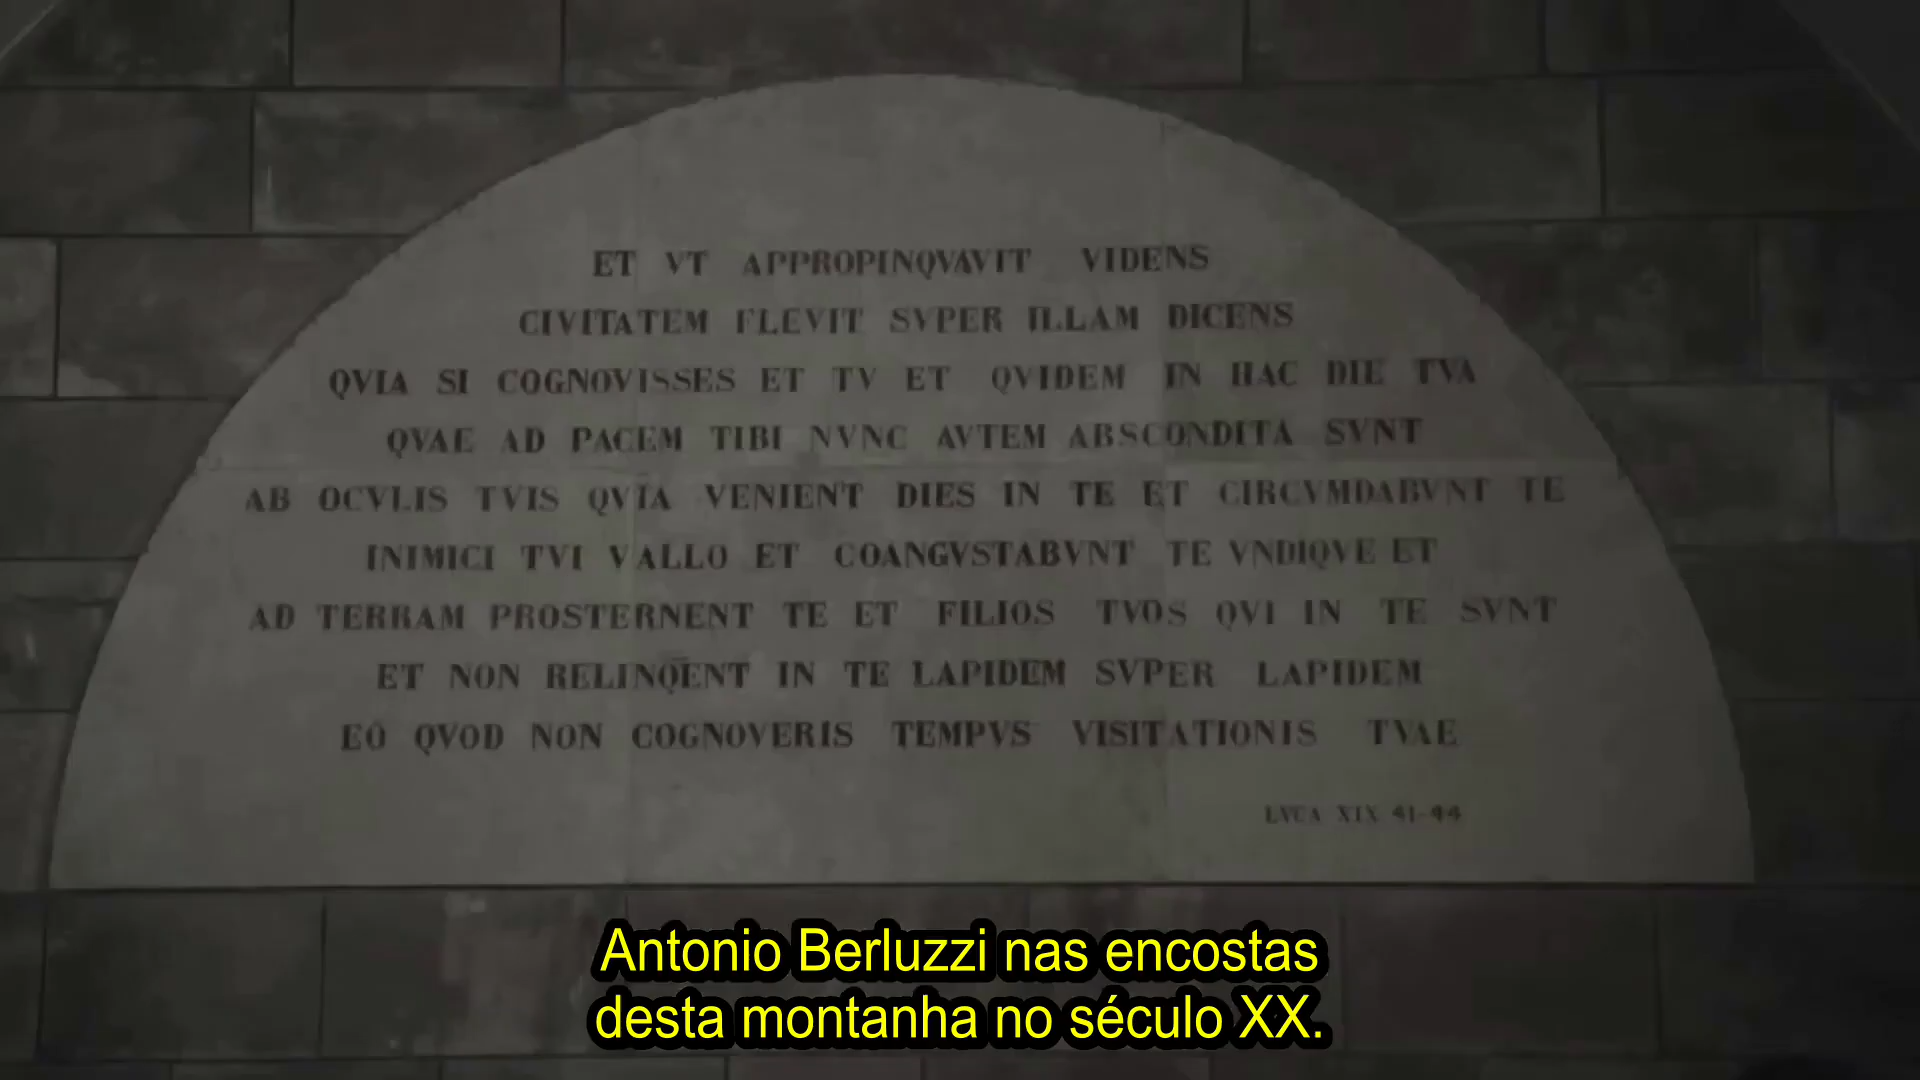 ET VT APPROPINQVAVIT VIDENS
CIVITATEM FLEVIT SVPER ILLAM DICENS
QVIA SI COGNOVISSES ET TV ET QVIDEM IN HAC DIE TVA
QVAE AD PACEM TIBI NVNC AVTEM ABSCONDITA SVNT
AB OCVLIS TVIS QVIA VENIENT DIES IN TE ET CIRCVMDABVNT TE
INIMICI TVI VALLO ET COANGVSTABVNT TE VNDIQVE ET
AD TERRAM PROSTERNENT TE ET FILIOS TVOS QVI IN TE SVNT
ET NON RELINQĒNT IN TE LAPIDEM SVPER LAPIDEM
EO QVOD NON COGNOVERIS TEMPVS VISITATIONIS TVAE
LVCA XIX 41-44
Antonio Berluzzi nas encostas
desta montanha no século XX.